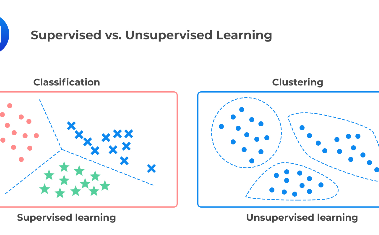 Supervised vs. Unsupervised Learning
Classification
Clustering
Supervised learning
Unsupervised learning